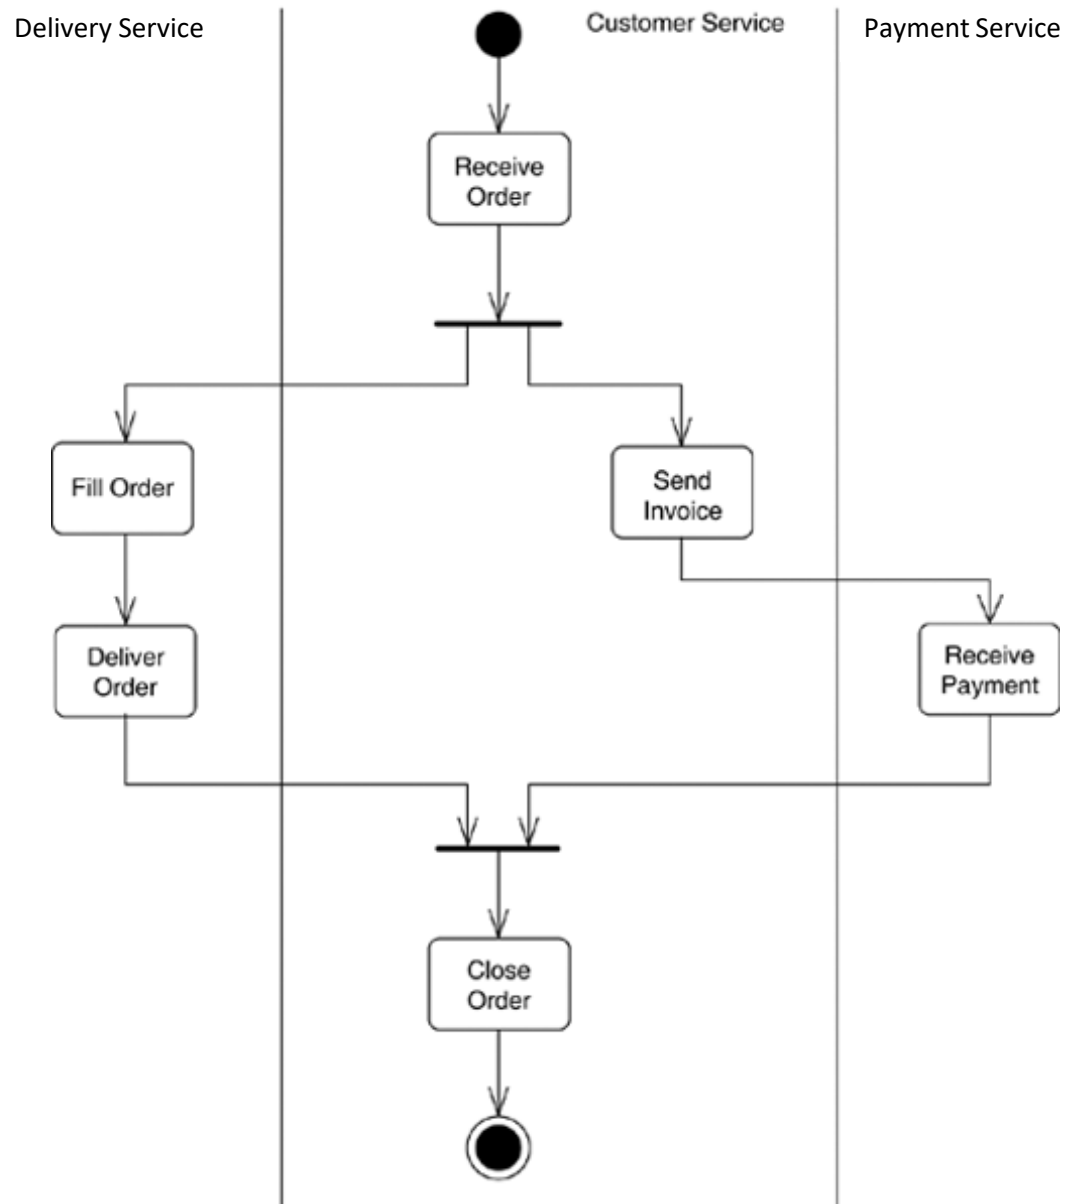 Delivery Service
Customer Service
Payment Service
Receive
Order
Fill Order
Send
Invoice
Deliver
Order
Receive
Payment
Close
Order